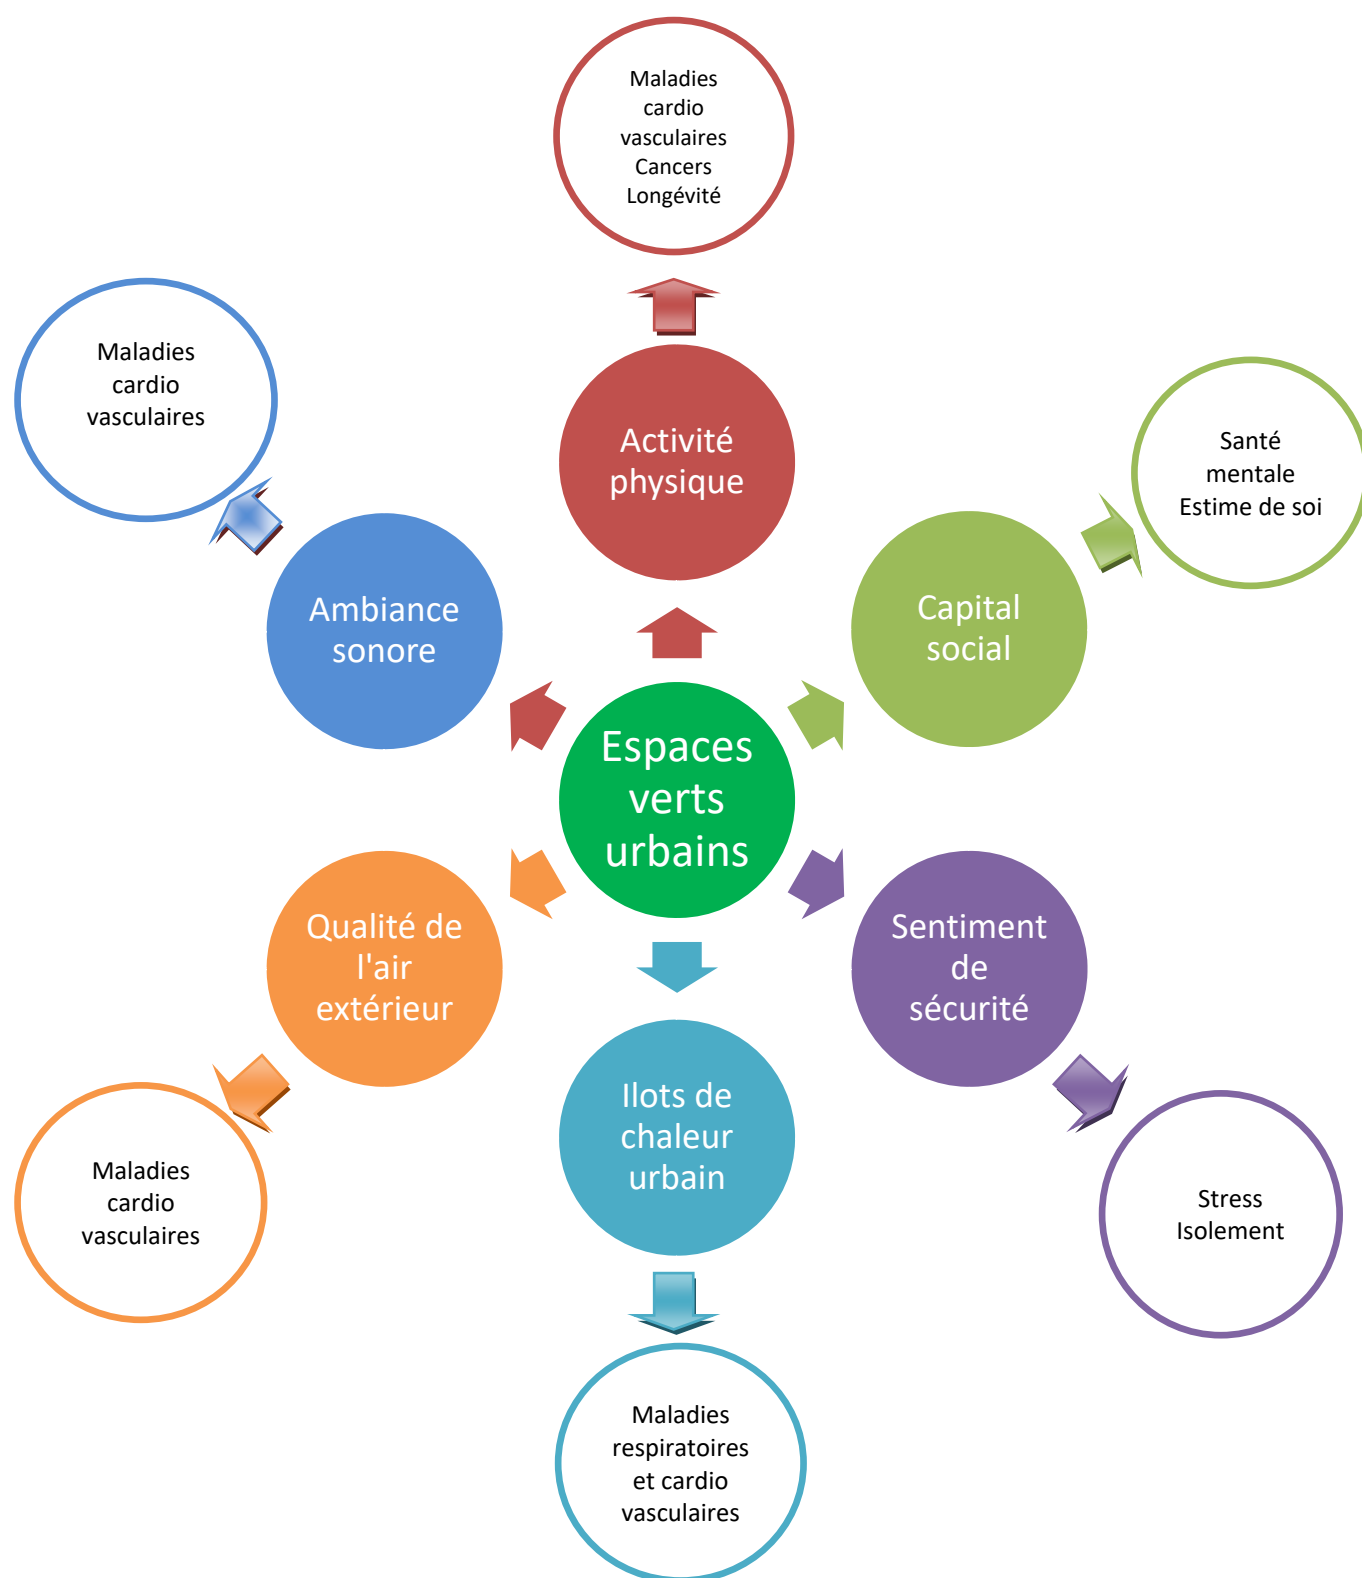 Maladies
cardio
vasculaires
Cancers
Longévité
Maladies
cardio
vasculaires
Activité
physique
Santé
mentale
Estime de soi
Ambiance
sonore
Capital
social
Espaces
verts
urbains
Qualité de
l'air
extérieur
Sentiment
de
sécurité
Ilots de
chaleur
urbain
Maladies
cardio
vasculaires
Stress
Isolement
Maladies
respiratoires
et cardio
vasculaires